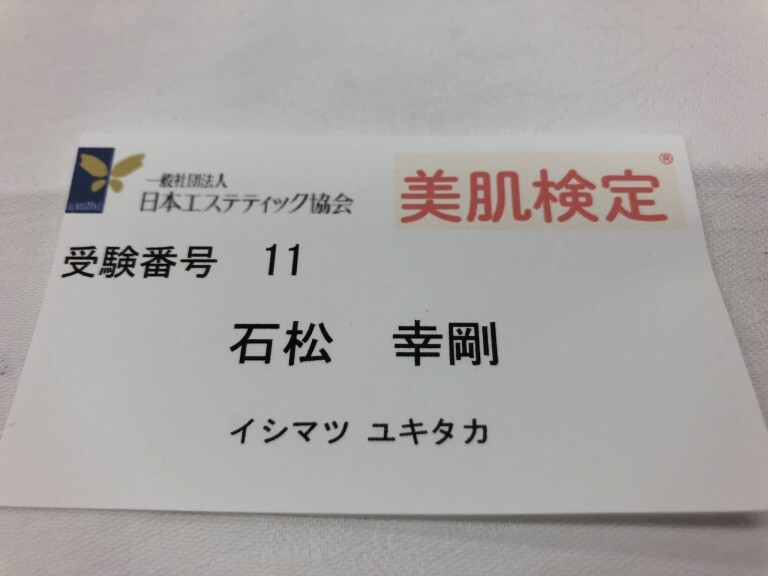 一般社団法人
日本エステティック協会
美肌検定®
受験番号 11
石松 幸剛
イシマツ ユキタカ